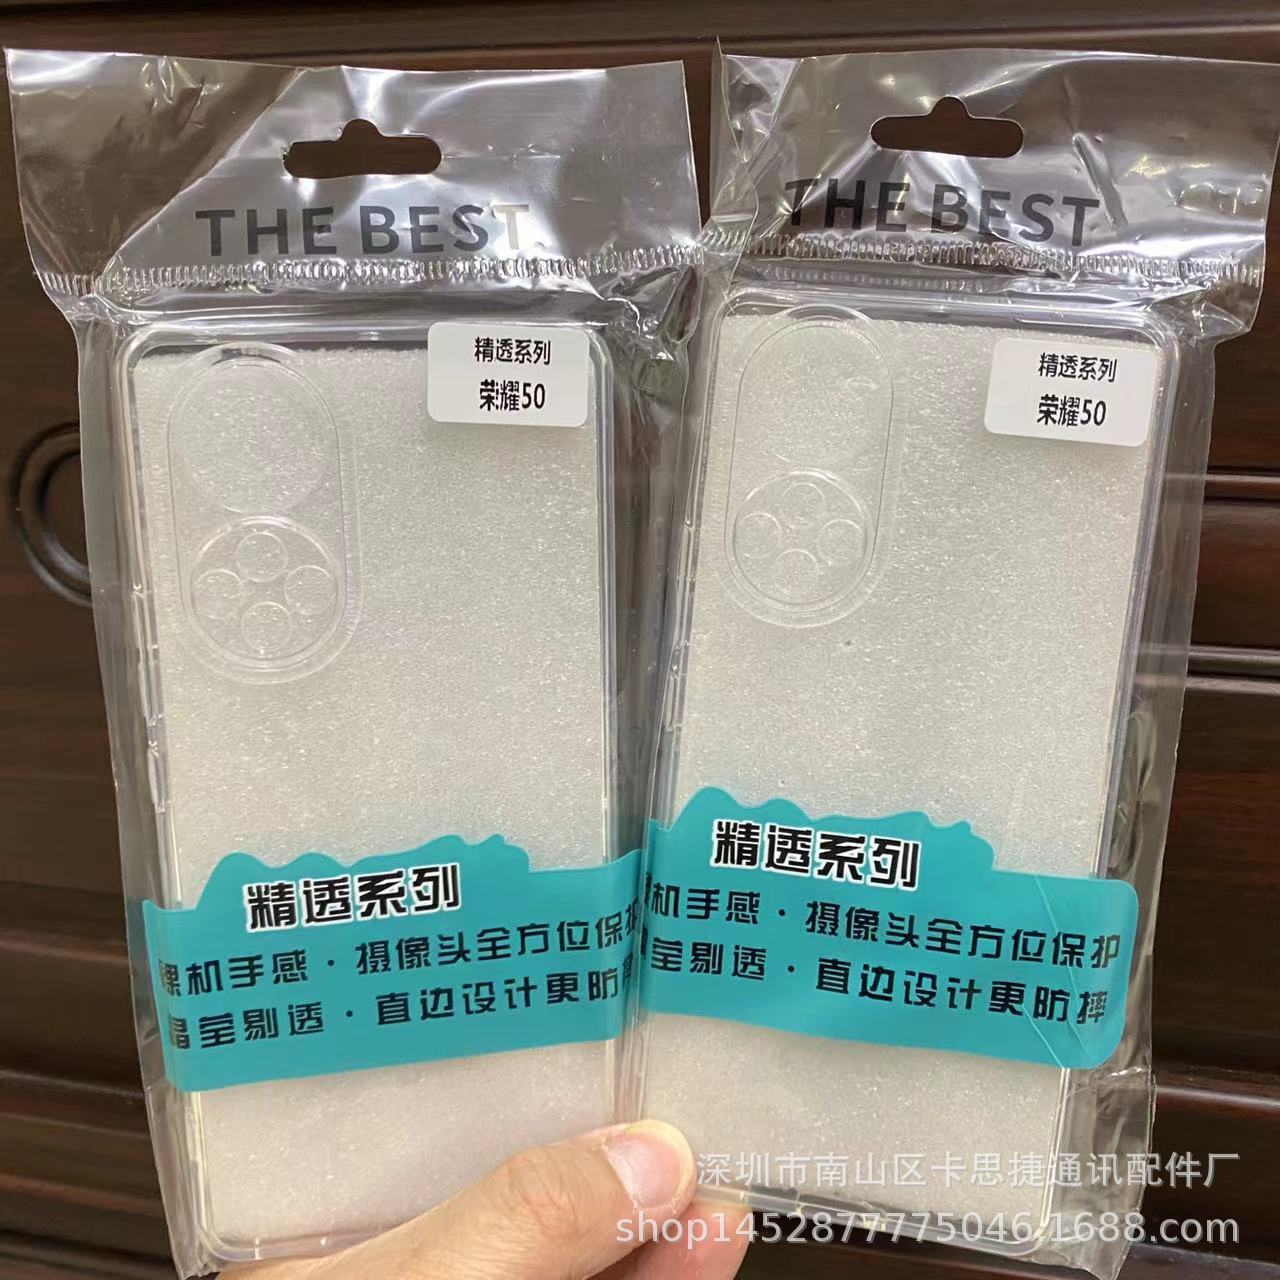 THE BEST
精透系列
荣耀50
精透系列
裸机手感·摄像头全方位保护
晶莹剔透·直边设计更防摔
THE BEST
精透系列
荣耀50
精透系列
裸机手感·摄像头全方位保护
晶莹剔透·直边设计更防摔
深圳市南山区卡思捷通讯配件厂
shop1452877775046.1688.com